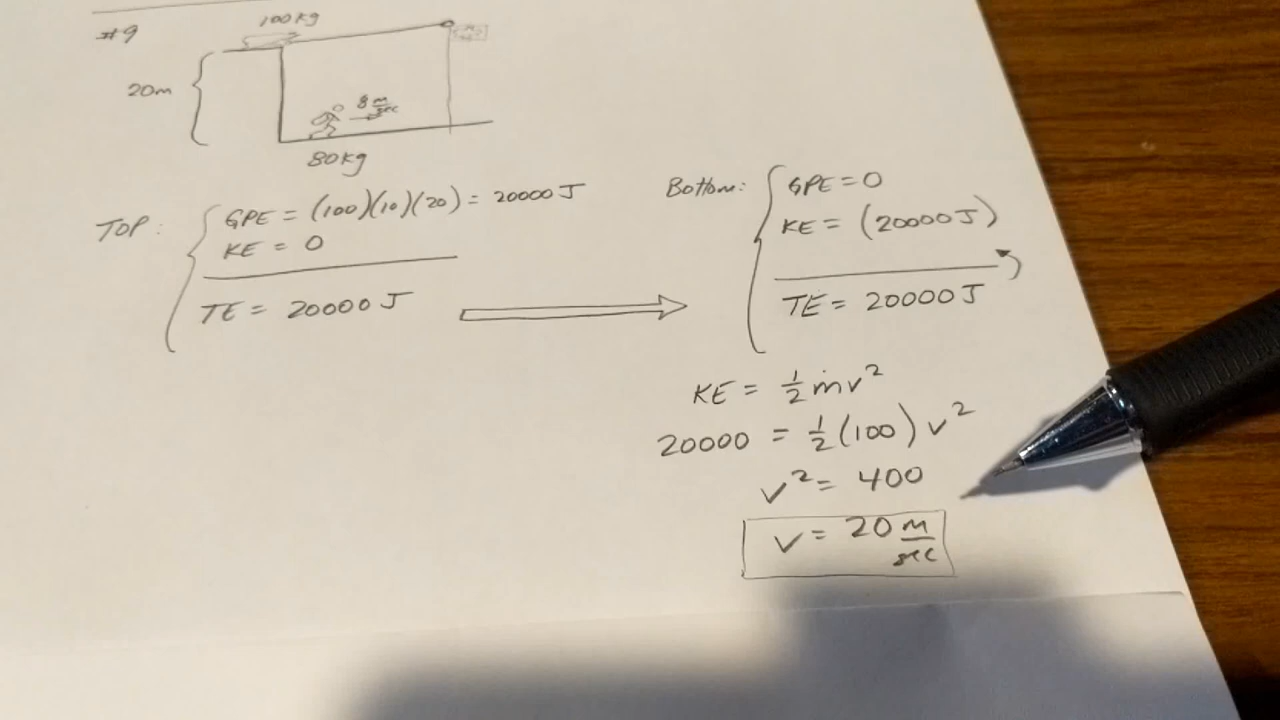 #9
100kg
20m
8 m/sec
80kg
TOP:
GPE = (100)(10)(20) = 20000 J
KE = 0
TE = 20000 J
Bottom:
GPE = 0
KE = (20000 J)
TE = 20000 J
KE = 1/2 mv²
20000 = 1/2 (100) v²
v² = 400
v = 20 m/sec